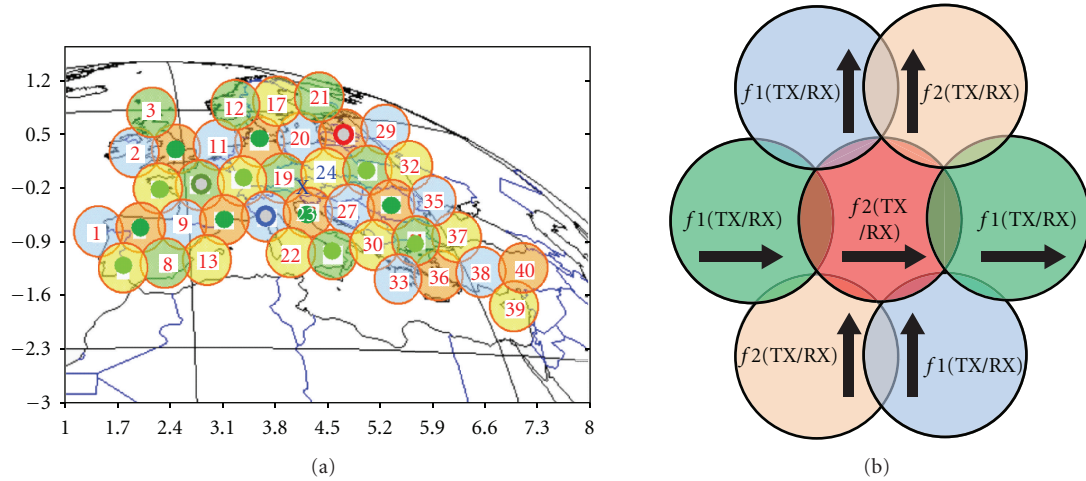 1.2
0.5
−0.2
−0.9
−1.6
−2.3
−3
1 1.7 2.4 3.1 3.8 4.5 5.2 5.9 6.6 7.3 8
3 12 17 21
2 11 20 29
19 24 32
X
1 9 23 27 35
8 13 22 30 37
33 36 38 40
39
(a)
f1(TX/RX) f2(TX/RX)
f1(TX/RX)
f2(TX
/RX)
f1(TX/RX)
f2(TX/RX) f1(TX/RX)
(b)